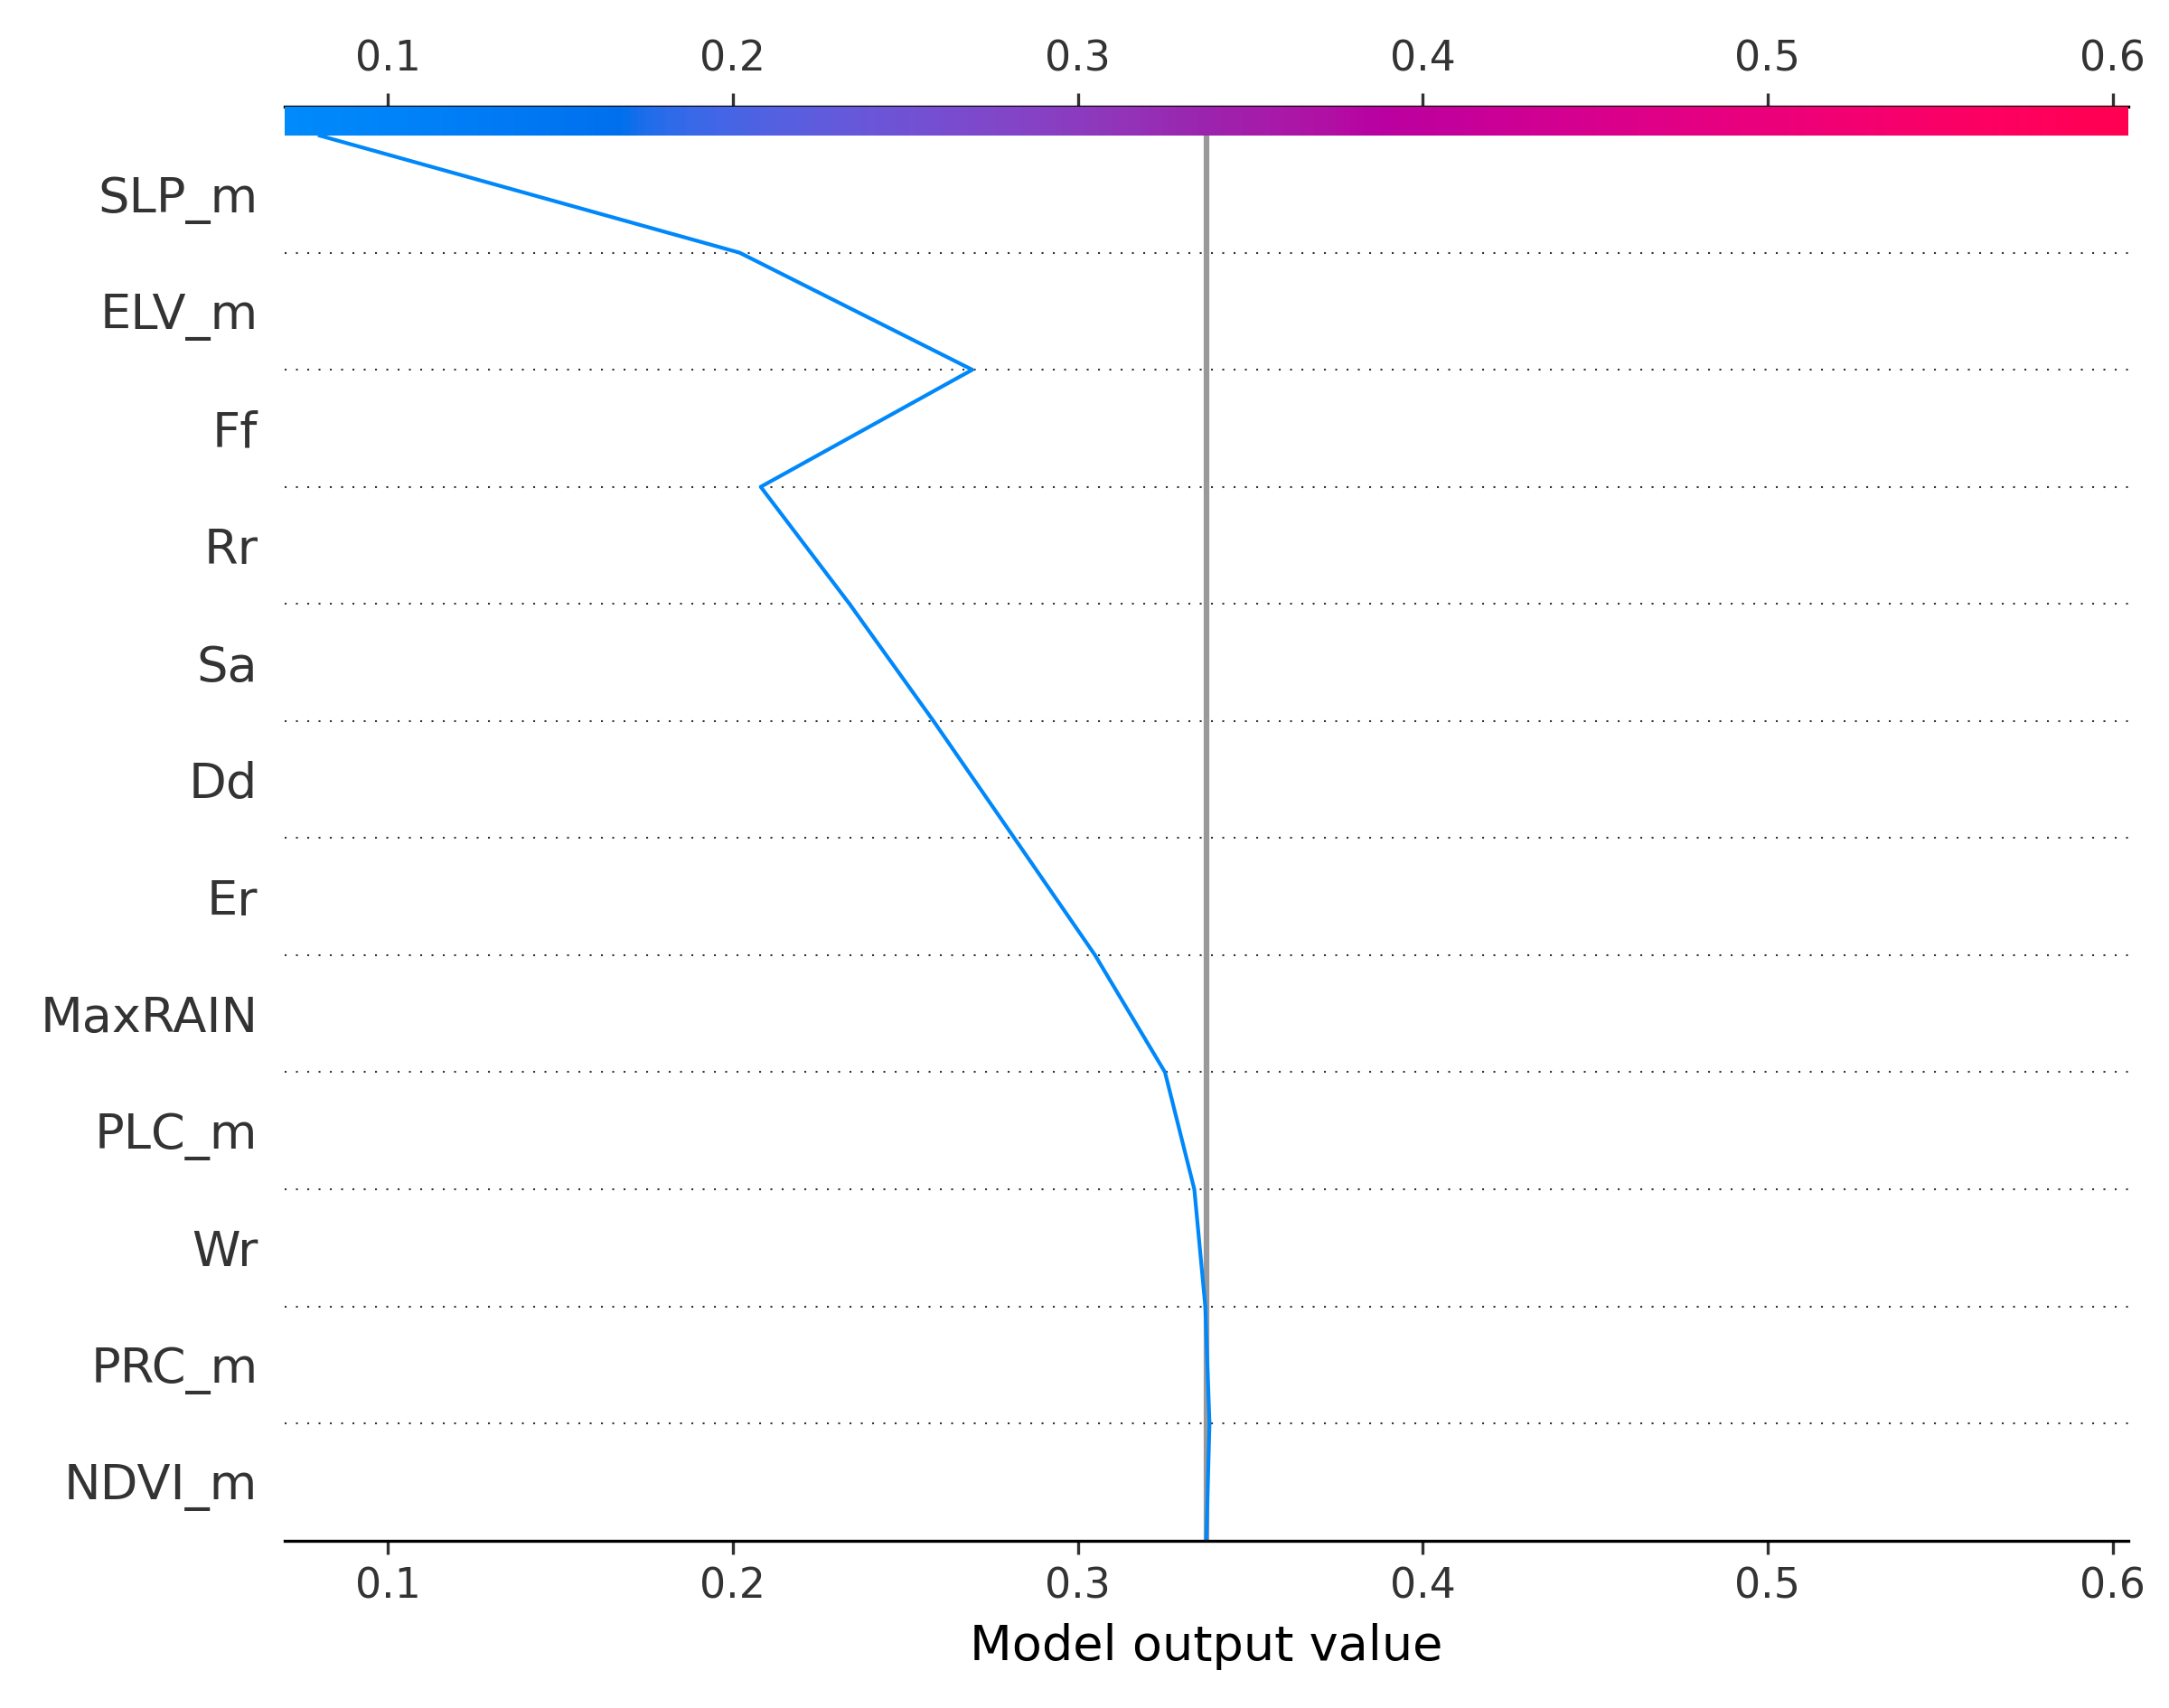 0.1 0.2 0.3 0.4 0.5 0.6
SLP_m
ELV_m
Ff
Rr
Sa
Dd
Er
MaxRAIN
PLC_m
Wr
PRC_m
NDVI_m
0.1 0.2 0.3 0.4 0.5 0.6
Model output value